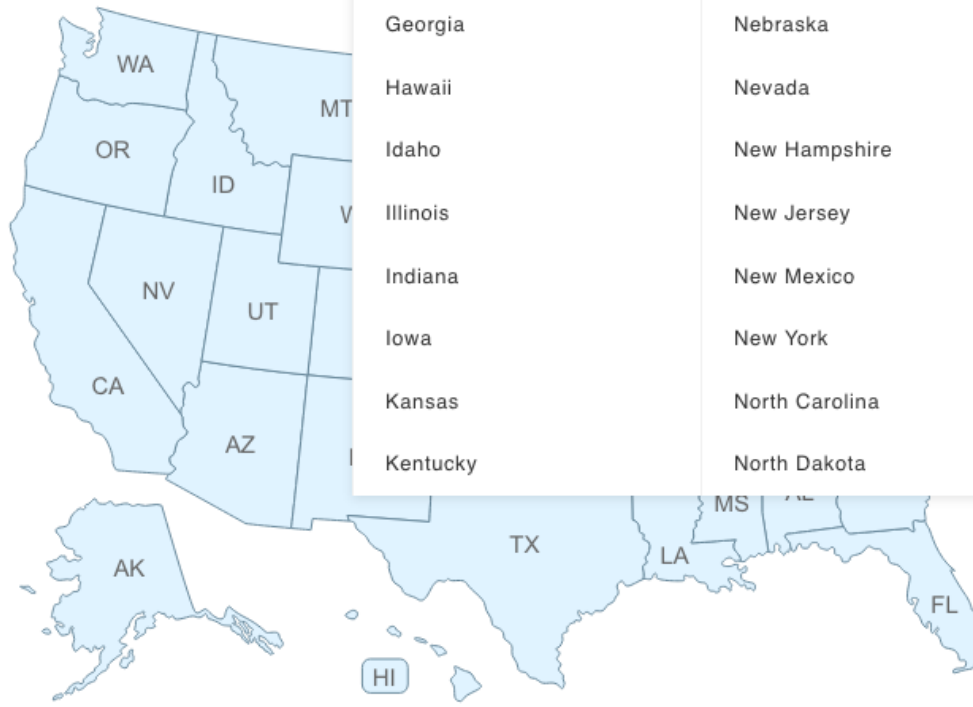 Georgia
Nebraska
WA
Hawaii
Nevada
MT
OR
Idaho
New Hampshire
ID
Illinois
New Jersey
Indiana
New Mexico
NV
UT
Iowa
New York
CA
Kansas
North Carolina
AZ
Kentucky
North Dakota
MS
TX
LA
AK
FL
HI